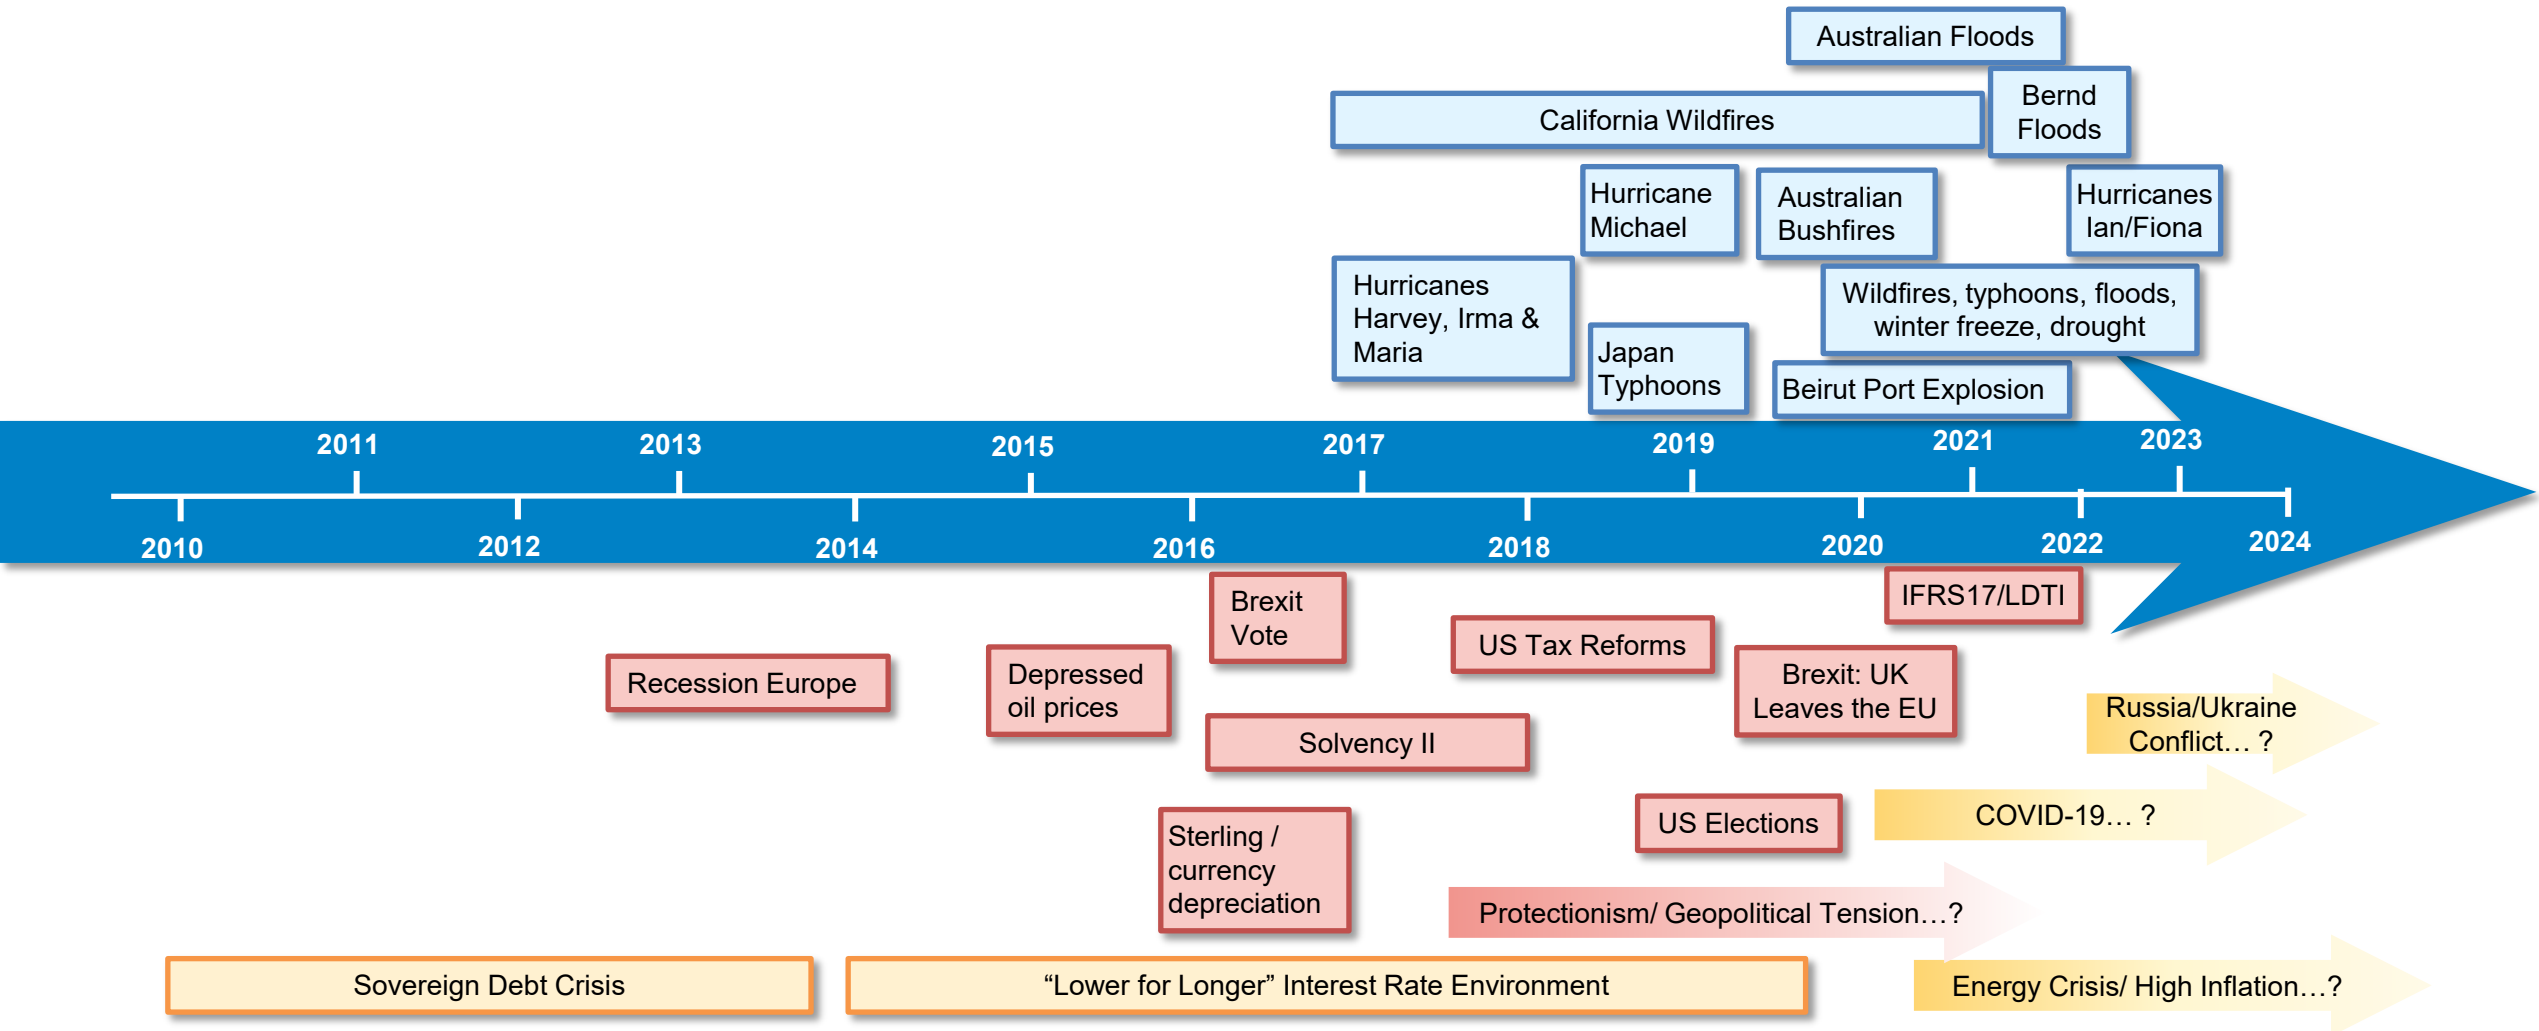 Australian Floods
Bernd
Floods
California Wildfires
Hurricane
Michael
Australian
Bushfires
Hurricanes
Ian/Fiona
Hurricanes
Harvey, Irma &
Maria
Wildfires, typhoons, floods,
winter freeze, drought
Japan
Typhoons
Beirut Port Explosion
2011
2013
2015
2017
2019
2021
2023
2010
2012
2014
2016
2018
2020
2022
2024
Brexit
Vote
IFRS17/LDTI
US Tax Reforms
Recession Europe
Depressed
oil prices
Brexit: UK
Leaves the EU
Russia/Ukraine
Conflict… ?
Solvency II
Sterling /
currency
depreciation
US Elections
COVID-19… ?
Protectionism/ Geopolitical Tension…?
Sovereign Debt Crisis
“Lower for Longer” Interest Rate Environment
Energy Crisis/ High Inflation…?